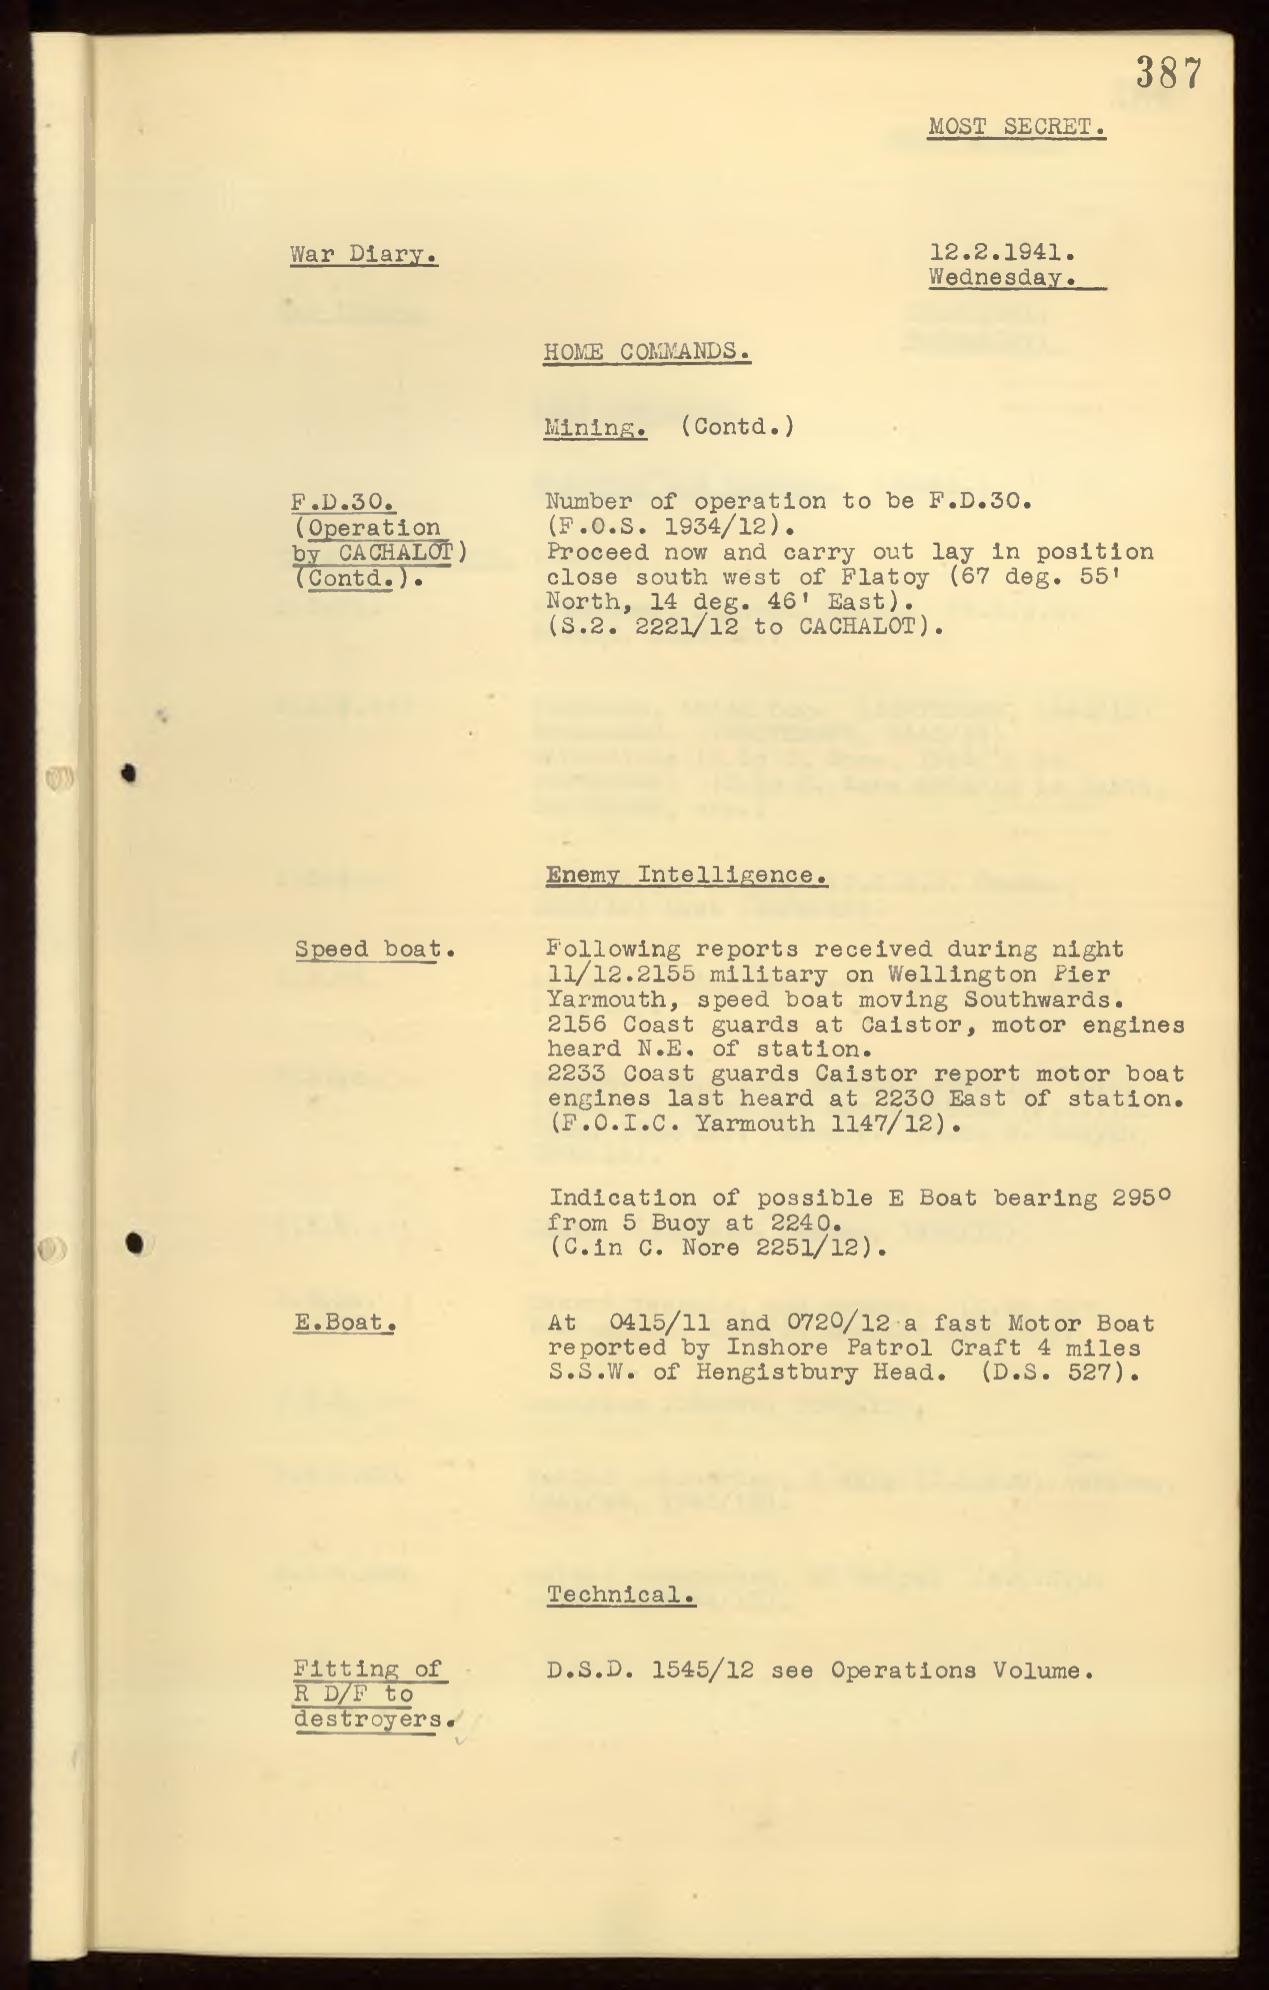 387
MOST SECRET.
War Diary.
12.2.1941.
Wednesday.
HOME COMMANDS.
Mining. (Contd.)
F.D.30.
(Operation
by CACHALOT)
(Contd.).
Number of operation to be F.D.30.
(F.O.S. 1934/12).
Proceed now and carry out lay in position
close south west of Flatoy (67 deg. 55'
North, 14 deg. 46' East).
(S.2. 2221/12 to CACHALOT).
Enemy Intelligence.
Speed boat.
Following reports received during night
11/12.2155 military on Wellington Pier
Yarmouth, speed boat moving Southwards.
2156 Coast guards at Caistor, motor engines
heard N.E. of station.
2233 Coast guards Caistor report motor boat
engines last heard at 2230 East of station.
(F.O.I.C. Yarmouth 1147/12).
Indication of possible E Boat bearing 295°
from 5 Buoy at 2240.
(C.in C. Nore 2251/12).
E.Boat.
At 0415/11 and 0720/12 a fast Motor Boat
reported by Inshore Patrol Craft 4 miles
S.S.W. of Hengistbury Head. (D.S. 527).
Technical.
Fitting of
R D/F to
destroyers.
D.S.D. 1545/12 see Operations Volume.